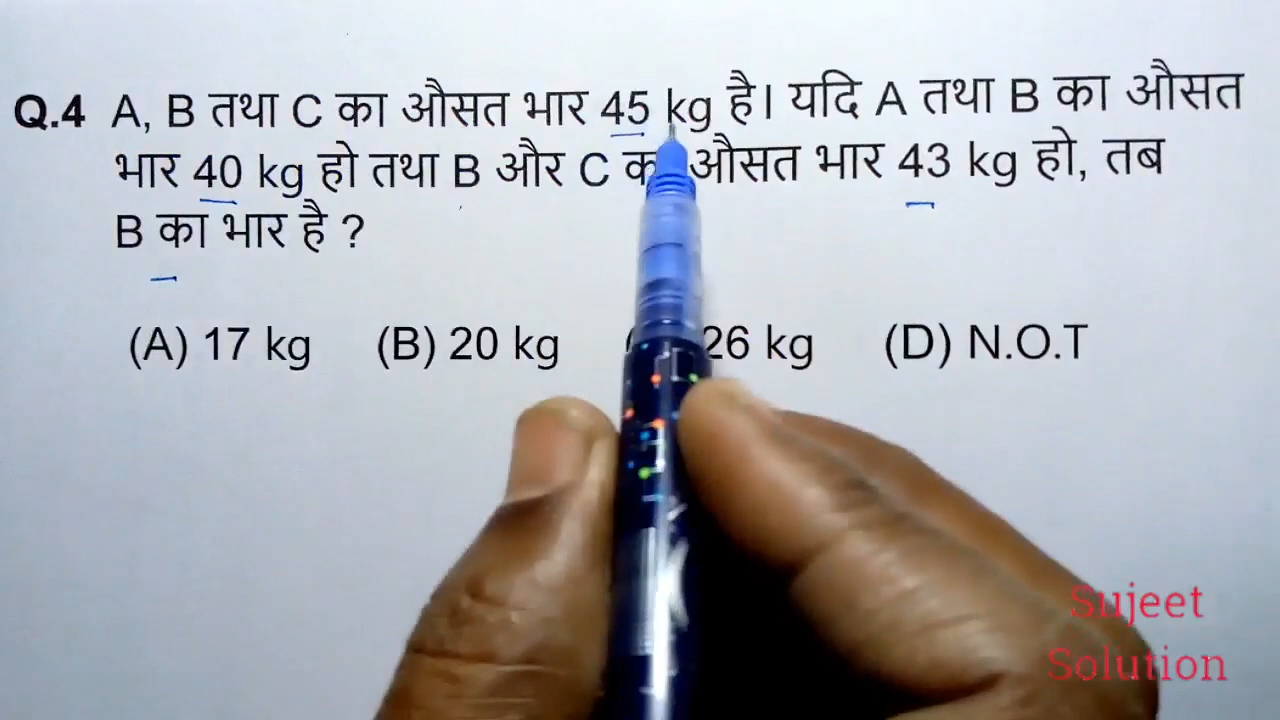 Q.4 A, B तथा C का औसत भार 45 kg है। यदि A तथा B का औसत
भार 40 kg हो तथा B और C औसत भार 43 kg हो, तब
B का भार है ?
(A) 17 kg (B) 20 kg 26 kg (D) N.O.T
Sujeet
Solution